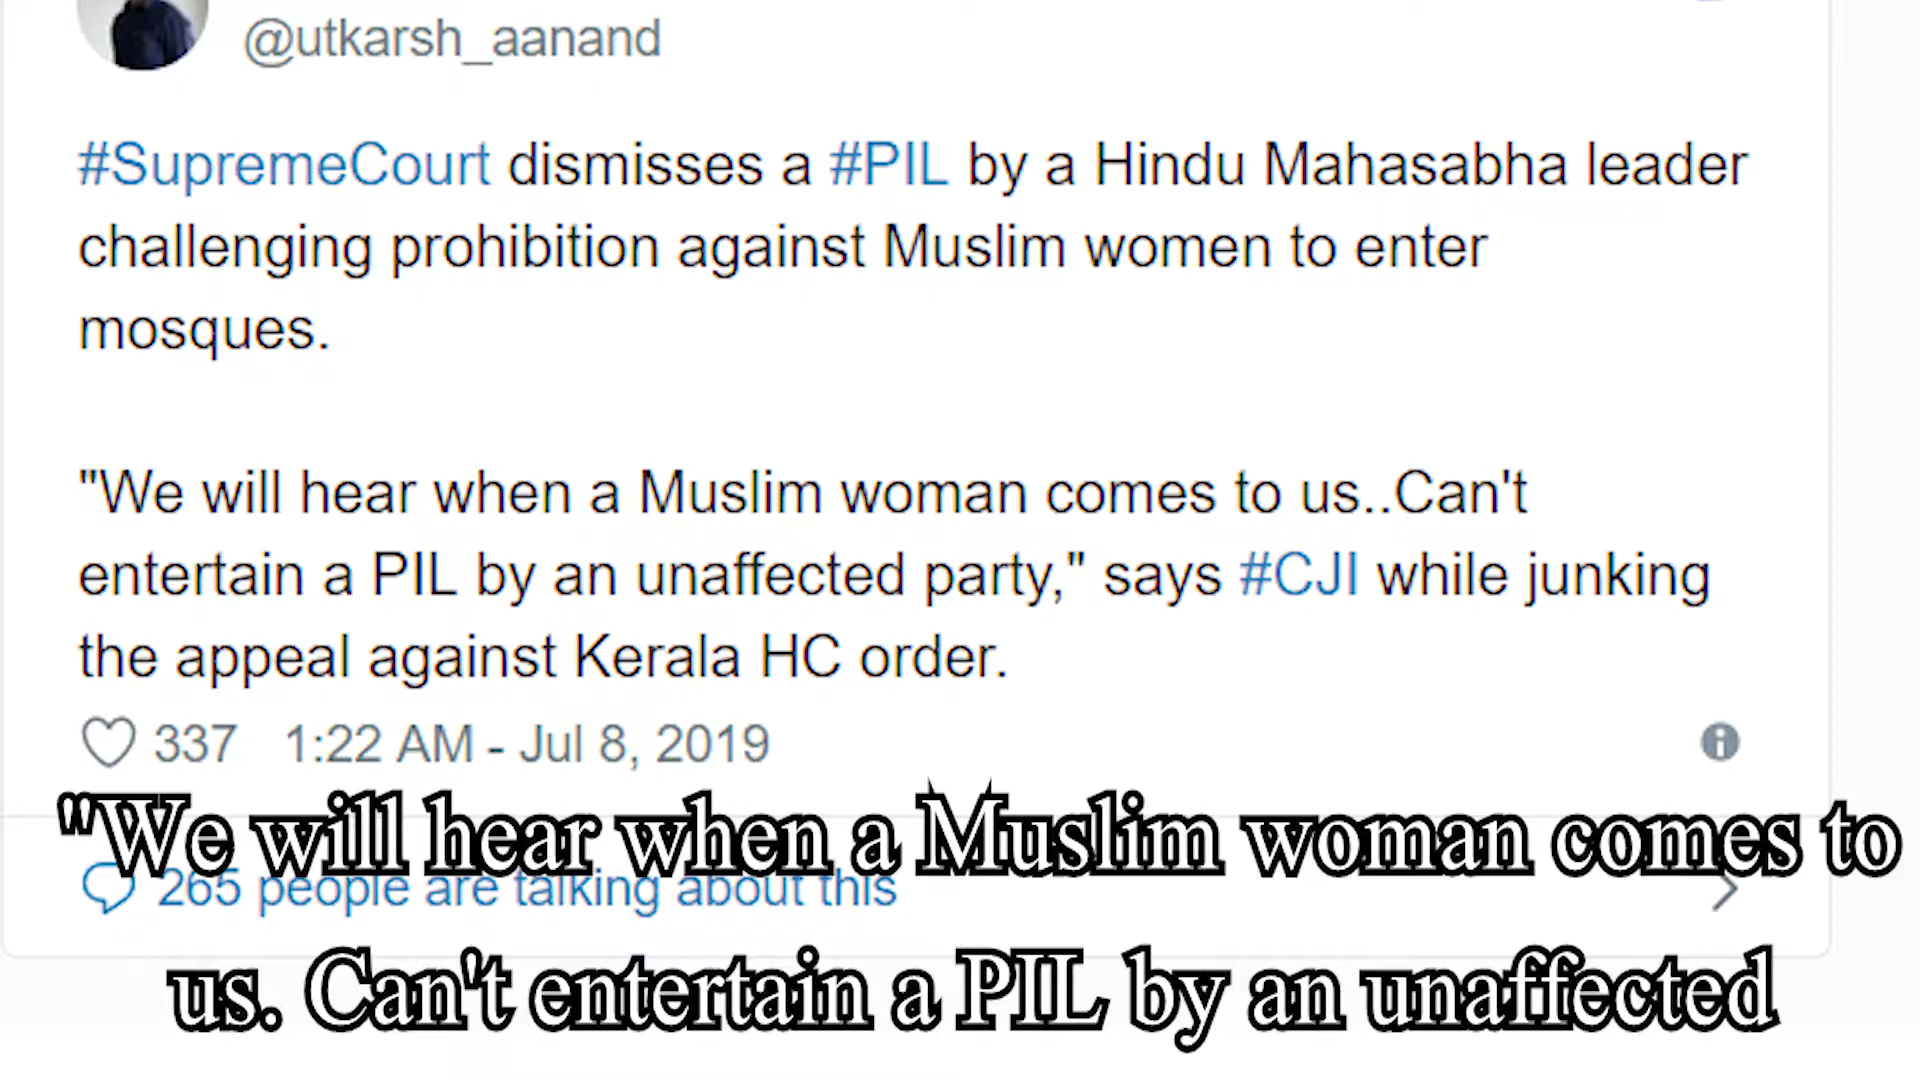 @utkarsh_aanand
#SupremeCourt dismisses a #PIL by a Hindu Mahasabha leader
challenging prohibition against Muslim women to enter
mosques.
"We will hear when a Muslim woman comes to us..Can't
entertain a PIL by an unaffected party," says #CJI while junking
the appeal against Kerala HC order.
337 1:22 AM - Jul 8, 2019
"We will hear when a Muslim woman comes to
265 people are talking about this
us. Can't entertain a PIL by an unaffected